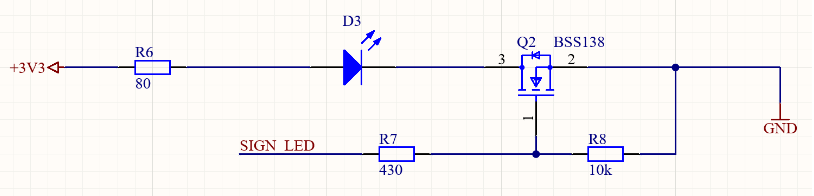 D3
Q2 BSS138
R6
+3V3
3 2
80
1
GND
SIGN_LED R7 R8
430 10k